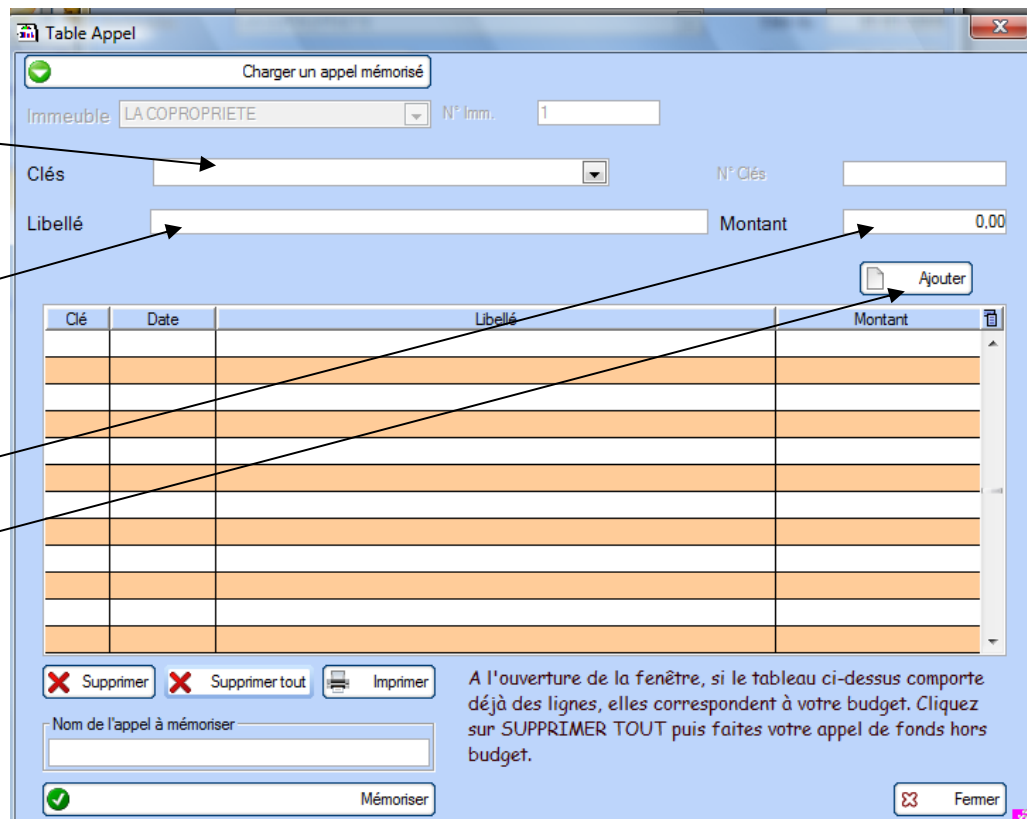 Table Appel
Charger un appel mémorisé
Immeuble LA COPROPRIETE N° Imm. 1
Clés N° Clés
Libellé Montant 0,00
Ajouter
Clé Date Libellé Montant
Supprimer Supprimer tout Imprimer
A l'ouverture de la fenêtre, si le tableau ci-dessus comporte
déjà des lignes, elles correspondent à votre budget. Cliquez
sur SUPPRIMER TOUT puis faites votre appel de fonds hors
budget.
Nom de l'appel à mémoriser
Mémoriser Fermer